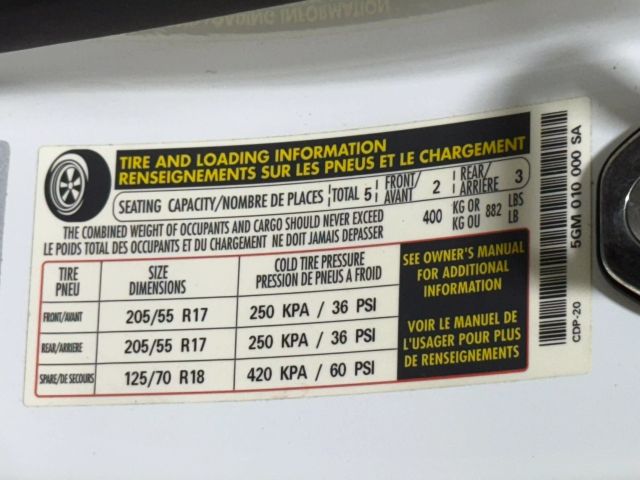 TIRE AND LOADING INFORMATION
RENSEIGNEMENTS SUR LES PNEUS ET LE CHARGEMENT
SEATING CAPACITY/NOMBRE DE PLACES TOTAL 5 FRONT/AVANT 2 REAR/ARRIÈRE 3
THE COMBINED WEIGHT OF OCCUPANTS AND CARGO SHOULD NEVER EXCEED
LE POIDS TOTAL DES OCCUPANTS ET DU CHARGEMENT NE DOIT JAMAIS DEPASSER
400 KG OR 882 LBS
KG OU LB
TIRE SIZE COLD TIRE PRESSURE
PNEU DIMENSIONS PRESSION DE PNEUS A FROID
FRONT/AVANT 205/55 R17 250 KPA / 36 PSI
REAR/ARRIERE 205/55 R17 250 KPA / 36 PSI
SPARE/DE SECOURS 125/70 R18 420 KPA / 60 PSI
SEE OWNER'S MANUAL
FOR ADDITIONAL
INFORMATION
VOIR LE MANUEL DE
L'USAGER POUR PLUS
DE RENSEIGNEMENTS
5GM 010 000 SA
CDP-20